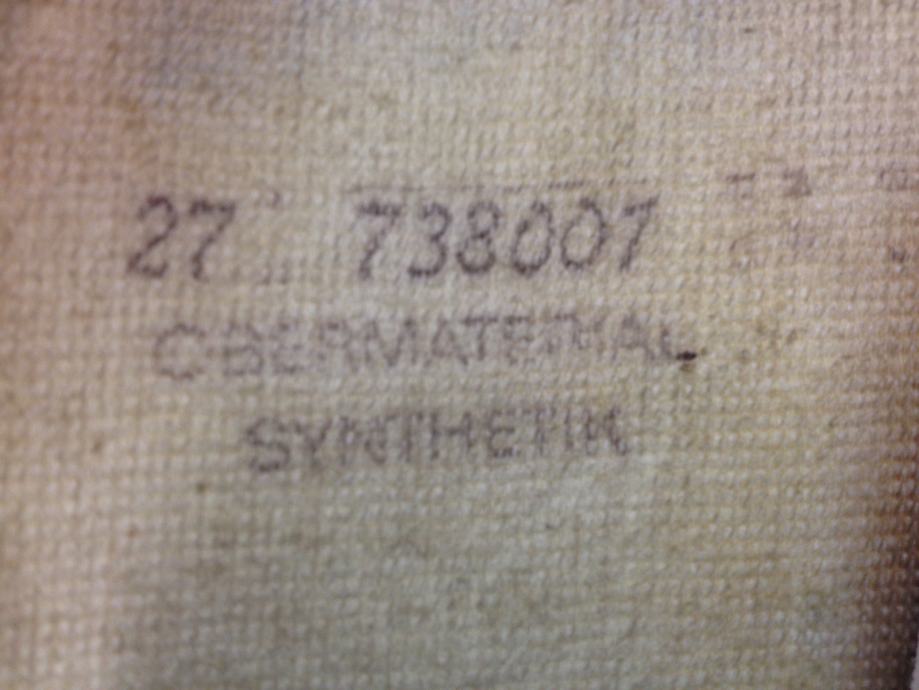 27 738007
OBERMATERIAL
SYNTHETIK